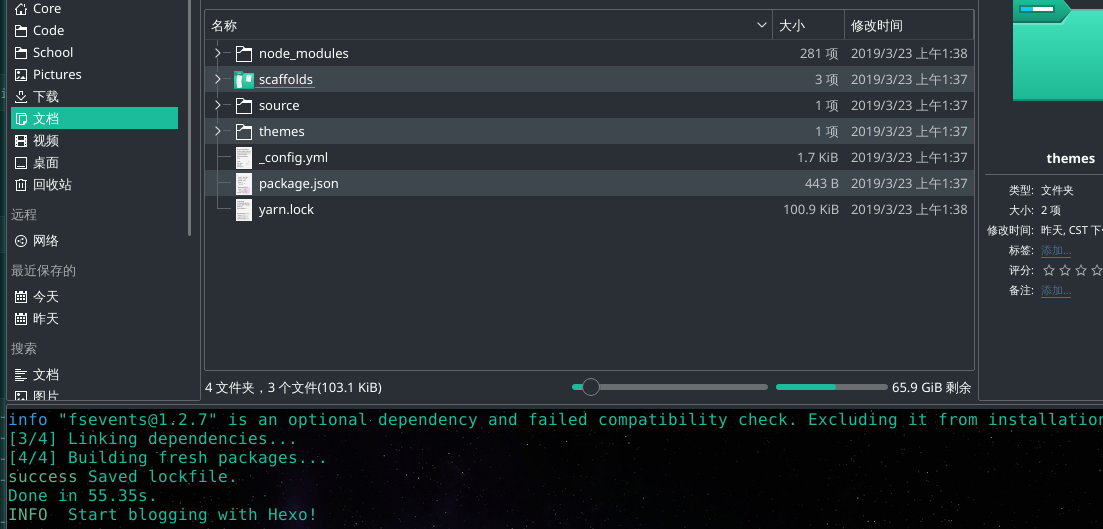 Core
Code
School
Pictures
下载
文档
视频
桌面
回收站
远程
网络
最近保存的
今天
昨天
搜索
文档
图片
名称 大小 修改时间
node_modules 281 项 2019/3/23 上午1:38
scaffolds 3 项 2019/3/23 上午1:37
source 1 项 2019/3/23 上午1:37
themes 1 项 2019/3/23 上午1:37
_config.yml 1.7 KiB 2019/3/23 上午1:37
package.json 443 B 2019/3/23 上午1:37
yarn.lock 100.9 KiB 2019/3/23 上午1:38
4 文件夹，3 个文件(103.1 KiB) 65.9 GiB 剩余
themes
类型: 文件夹
大小: 2 项
修改时间: 昨天, CST 下
标签: 添加...
评分:
备注: 添加...
info "fsevents@1.2.7" is an optional dependency and failed compatibility check. Excluding it from installation
[3/4] Linking dependencies...
[4/4] Building fresh packages...
success Saved lockfile.
Done in 55.35s.
INFO Start blogging with Hexo!